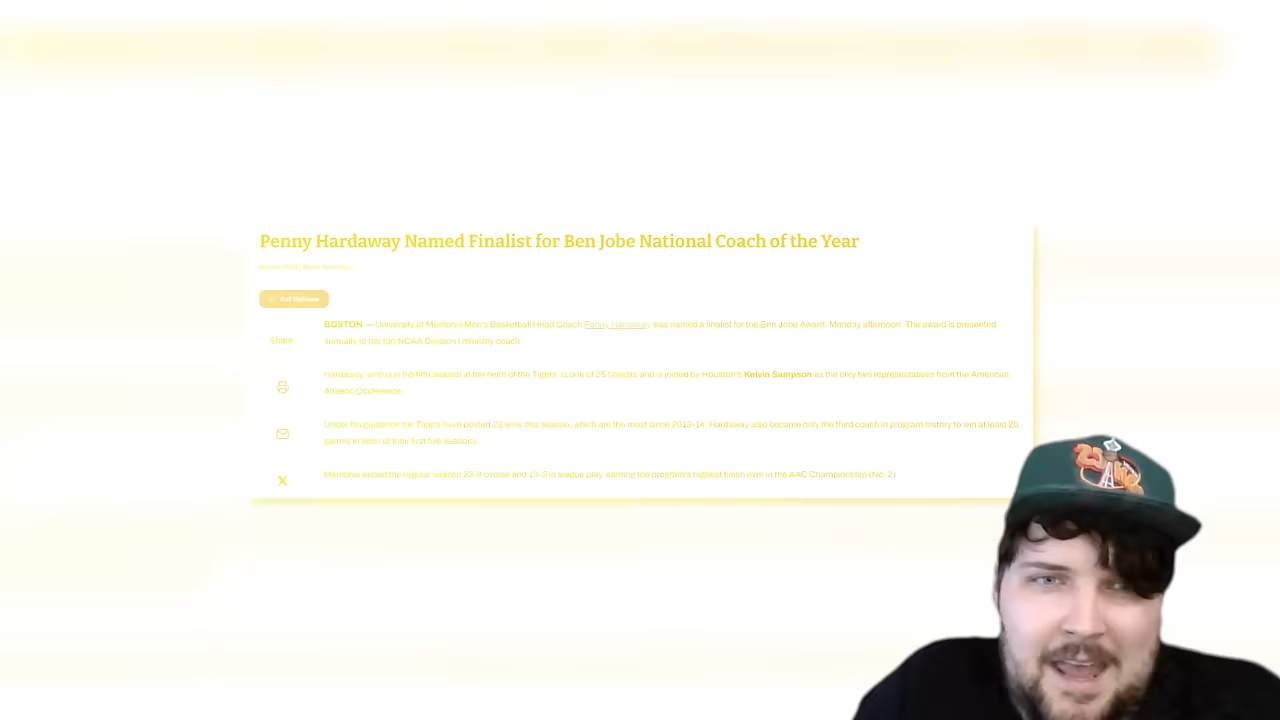 Penny Hardaway Named Finalist for Ben Jobe National Coach of the Year
Full Release
BOSTON — University of Memphis Men's Basketball Head Coach Penny Hardaway was named a finalist for the Ben Jobe Award, Monday afternoon. The award is presented
Share
annually to the top NCAA Division I minority coach.
Hardaway, who is in his fifth season at the helm of the Tigers, is one of 25 finalists and is joined by Houston's Kelvin Sampson as the only two representatives from the American
Athletic Conference.
Under his guidance the Tigers have posted 23 wins this season, which are the most since 2013-14. Hardaway also became only the third coach in program history to win at least 20
games in each of their first five seasons.
Memphis ended the regular season 23-8 overall and 13-5 in league play, earning the program's highest finish ever in the AAC Championship (No. 2).